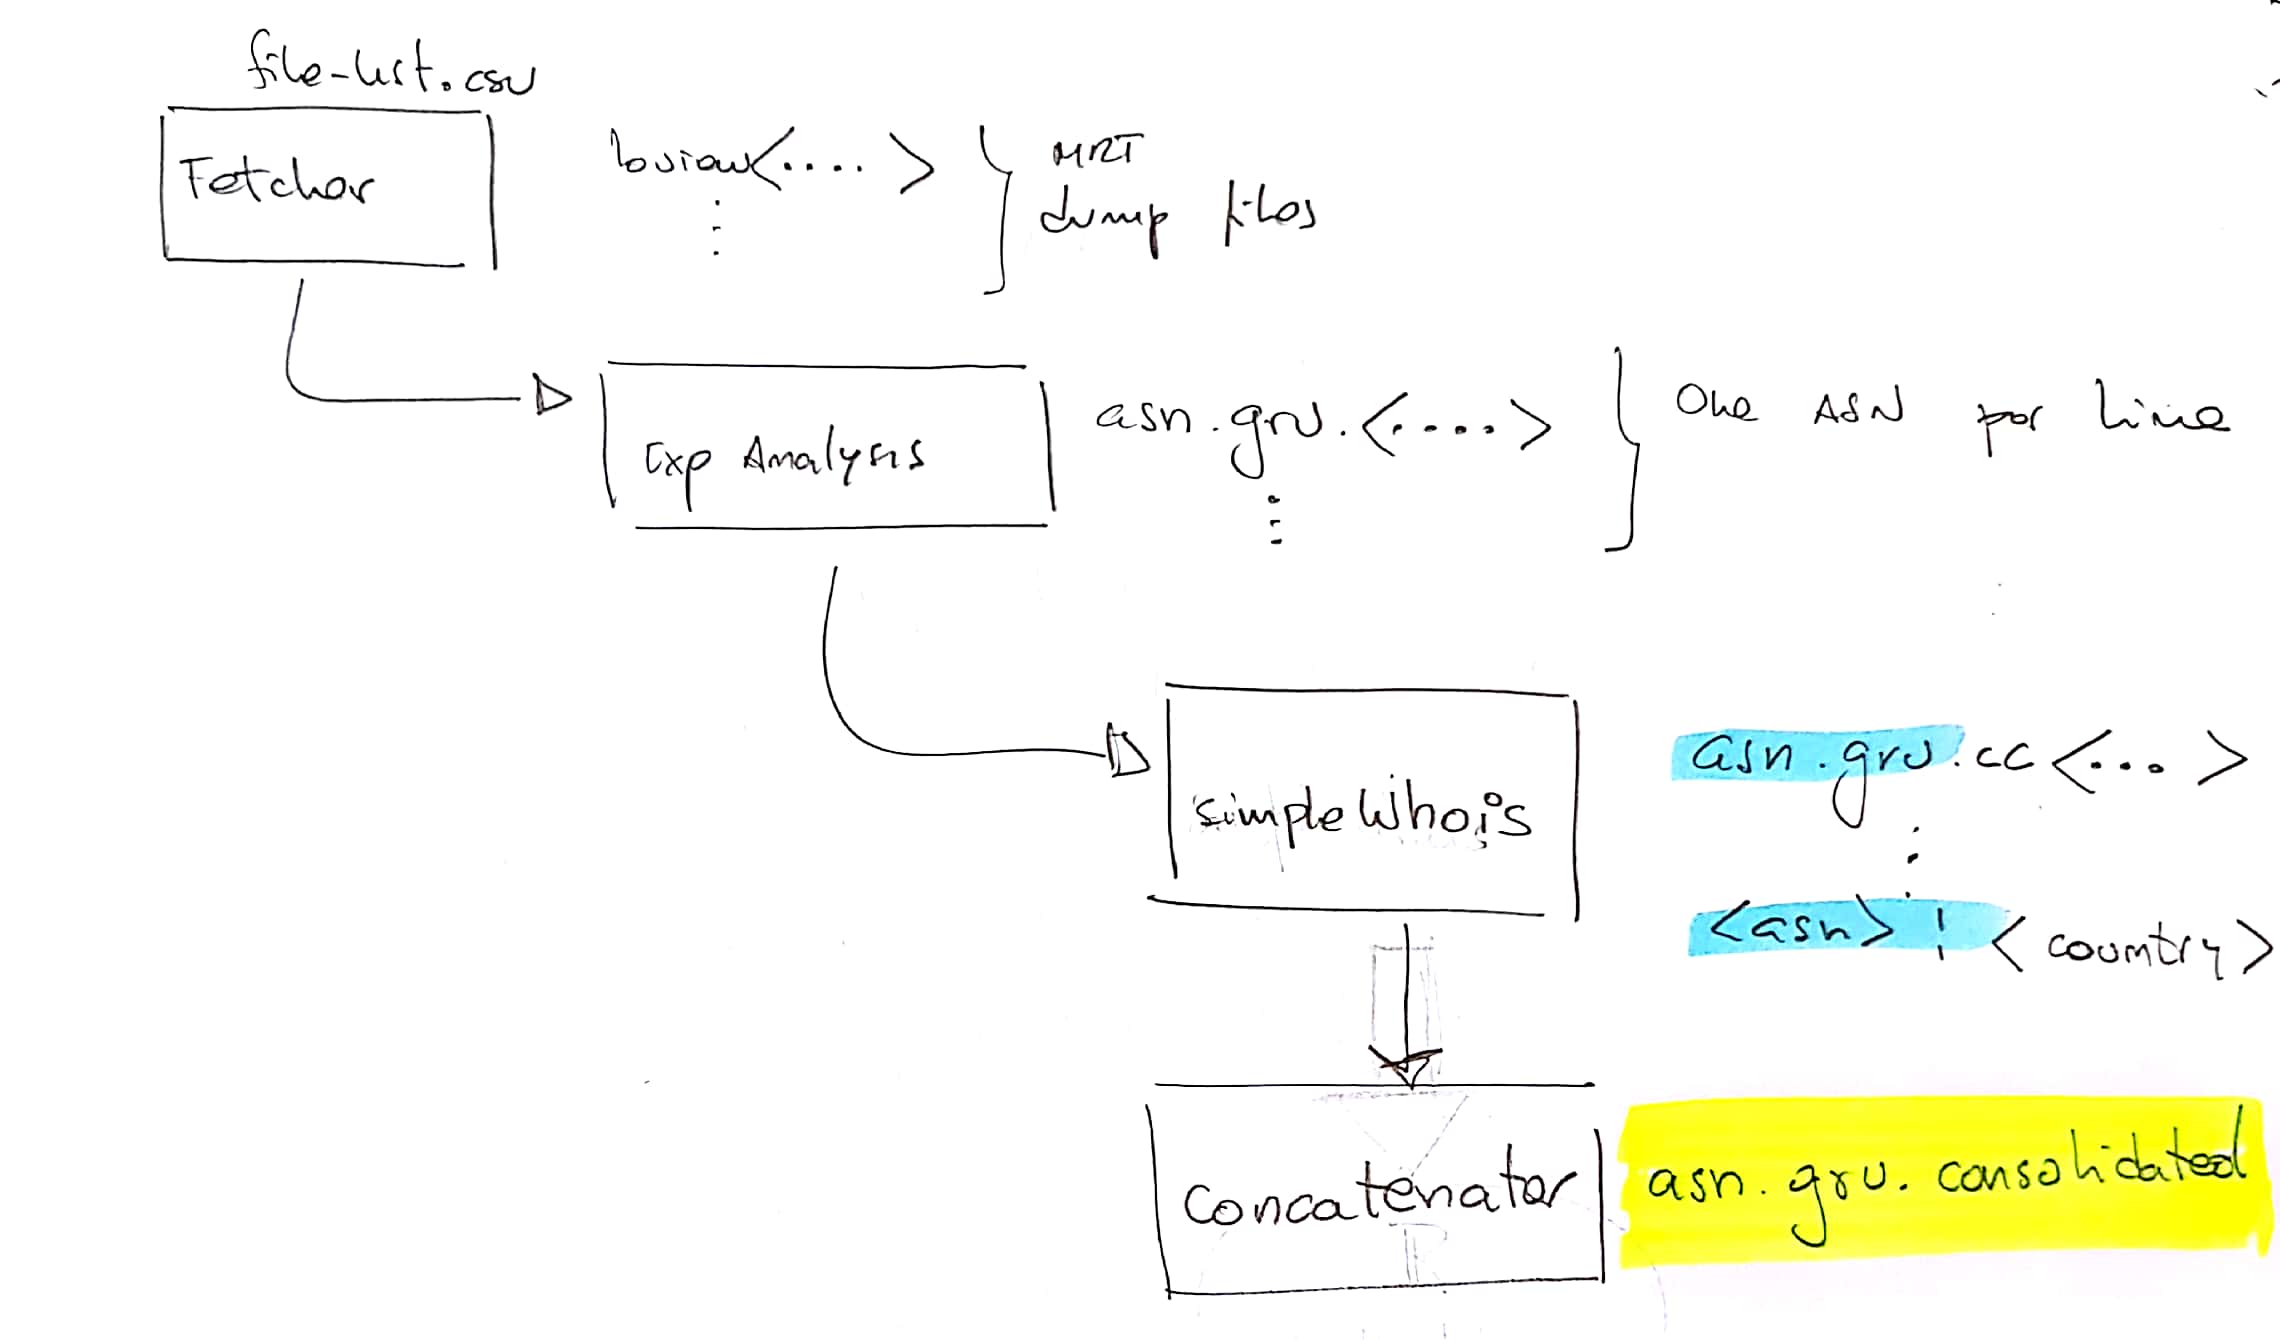 file-list.csv
Fetcher
bview<....>
MRT
dump files
Exp Analysis
asn.gru.<....>
One ASN per line
SimpleWhois
asn.gru.cc<...>
<asn>|<country>
Concatenator
asn.gru.consolidated